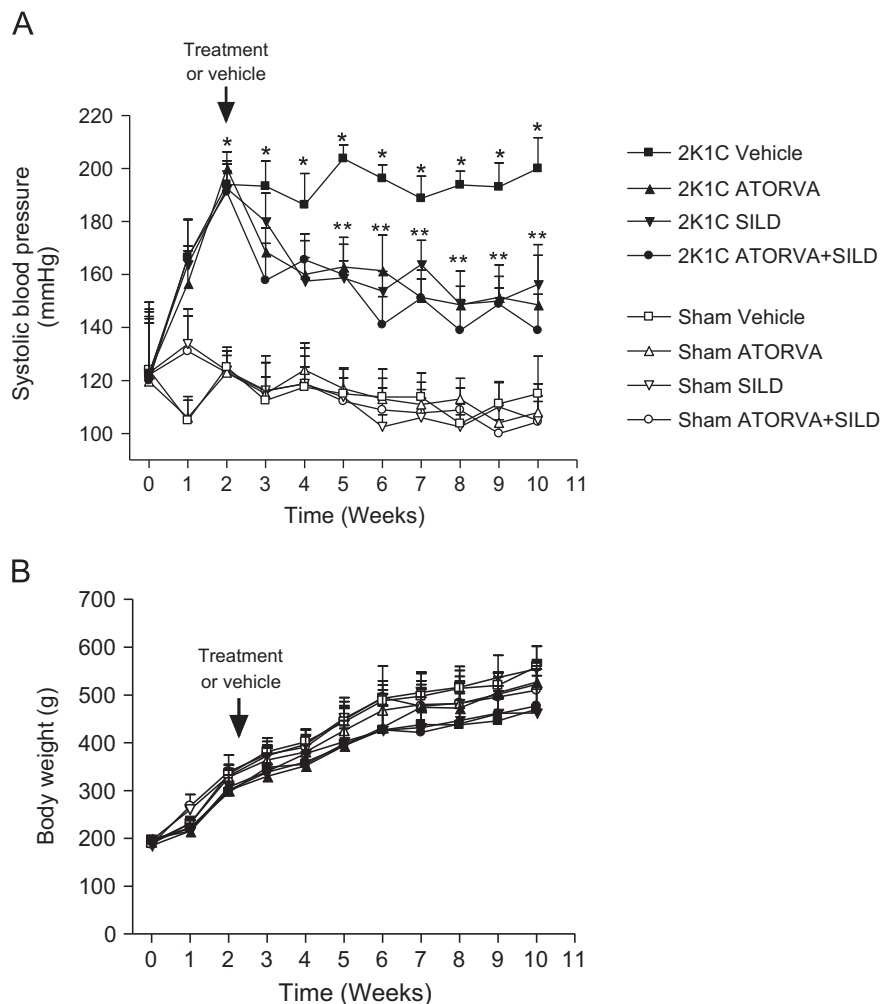 A
Treatment
or vehicle
Systolic blood pressure
(mmHg)
220
200
180
160
140
120
100
* * * * * * * * *
** ** ** ** ** **
0 1 2 3 4 5 6 7 8 9 10 11
Time (Weeks)
2K1C Vehicle
2K1C ATORVA
2K1C SILD
2K1C ATORVA+SILD
Sham Vehicle
Sham ATORVA
Sham SILD
Sham ATORVA+SILD
B
Treatment
or vehicle
Body weight (g)
700
600
500
400
300
200
100
0
0 1 2 3 4 5 6 7 8 9 10 11
Time (Weeks)